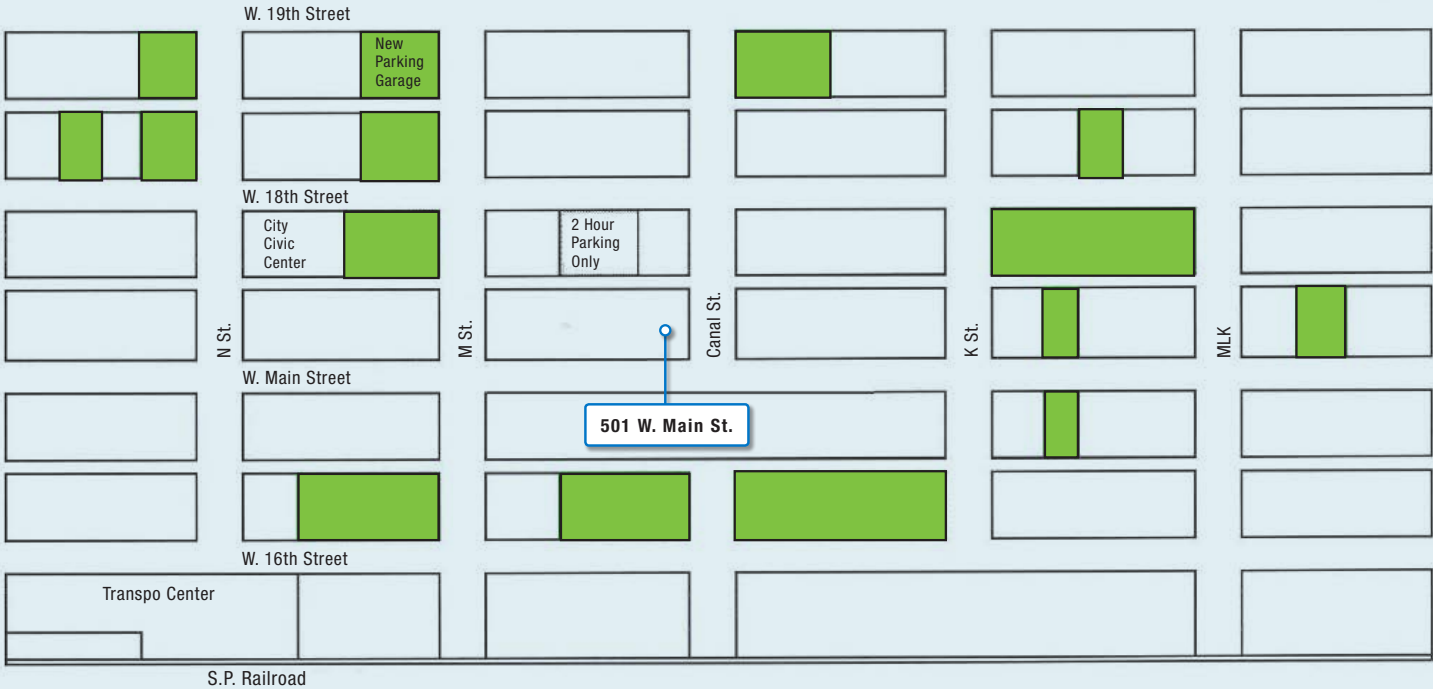 W. 19th Street
New
Parking
Garage
W. 18th Street
City
Civic
Center
2 Hour
Parking
Only
N St.
M St.
Canal St.
K St.
MLK
W. Main Street
501 W. Main St.
W. 16th Street
Transpo Center
S.P. Railroad